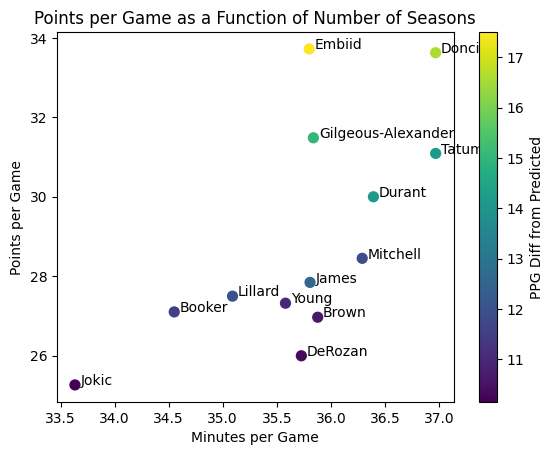 Points per Game as a Function of Number of Seasons
34
32
30
28
26
Points per Game
Embiid
Donci
Gilgeous-Alexander
Tatum
Durant
Mitchell
James
Lillard
Young
Booker
Brown
DeRozan
Jokic
33.5 34.0 34.5 35.0 35.5 36.0 36.5 37.0
Minutes per Game
17
16
15
14
13
12
11
PPG Diff from Predicted